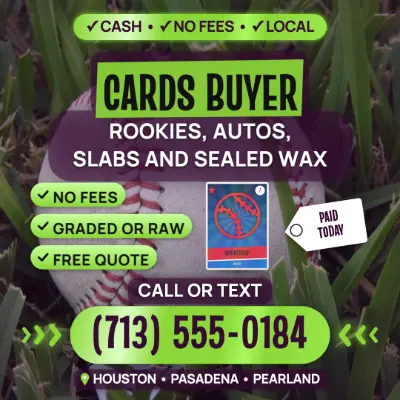 ✓CASH • ✓NO FEES • ✓LOCAL
CARDS BUYER
ROOKIES, AUTOS,
SLABS AND SEALED WAX
✓ NO FEES
✓ GRADED OR RAW
✓ FREE QUOTE
PAID
TODAY
CALL OR TEXT
(713) 555-0184
HOUSTON • PASADENA • PEARLAND